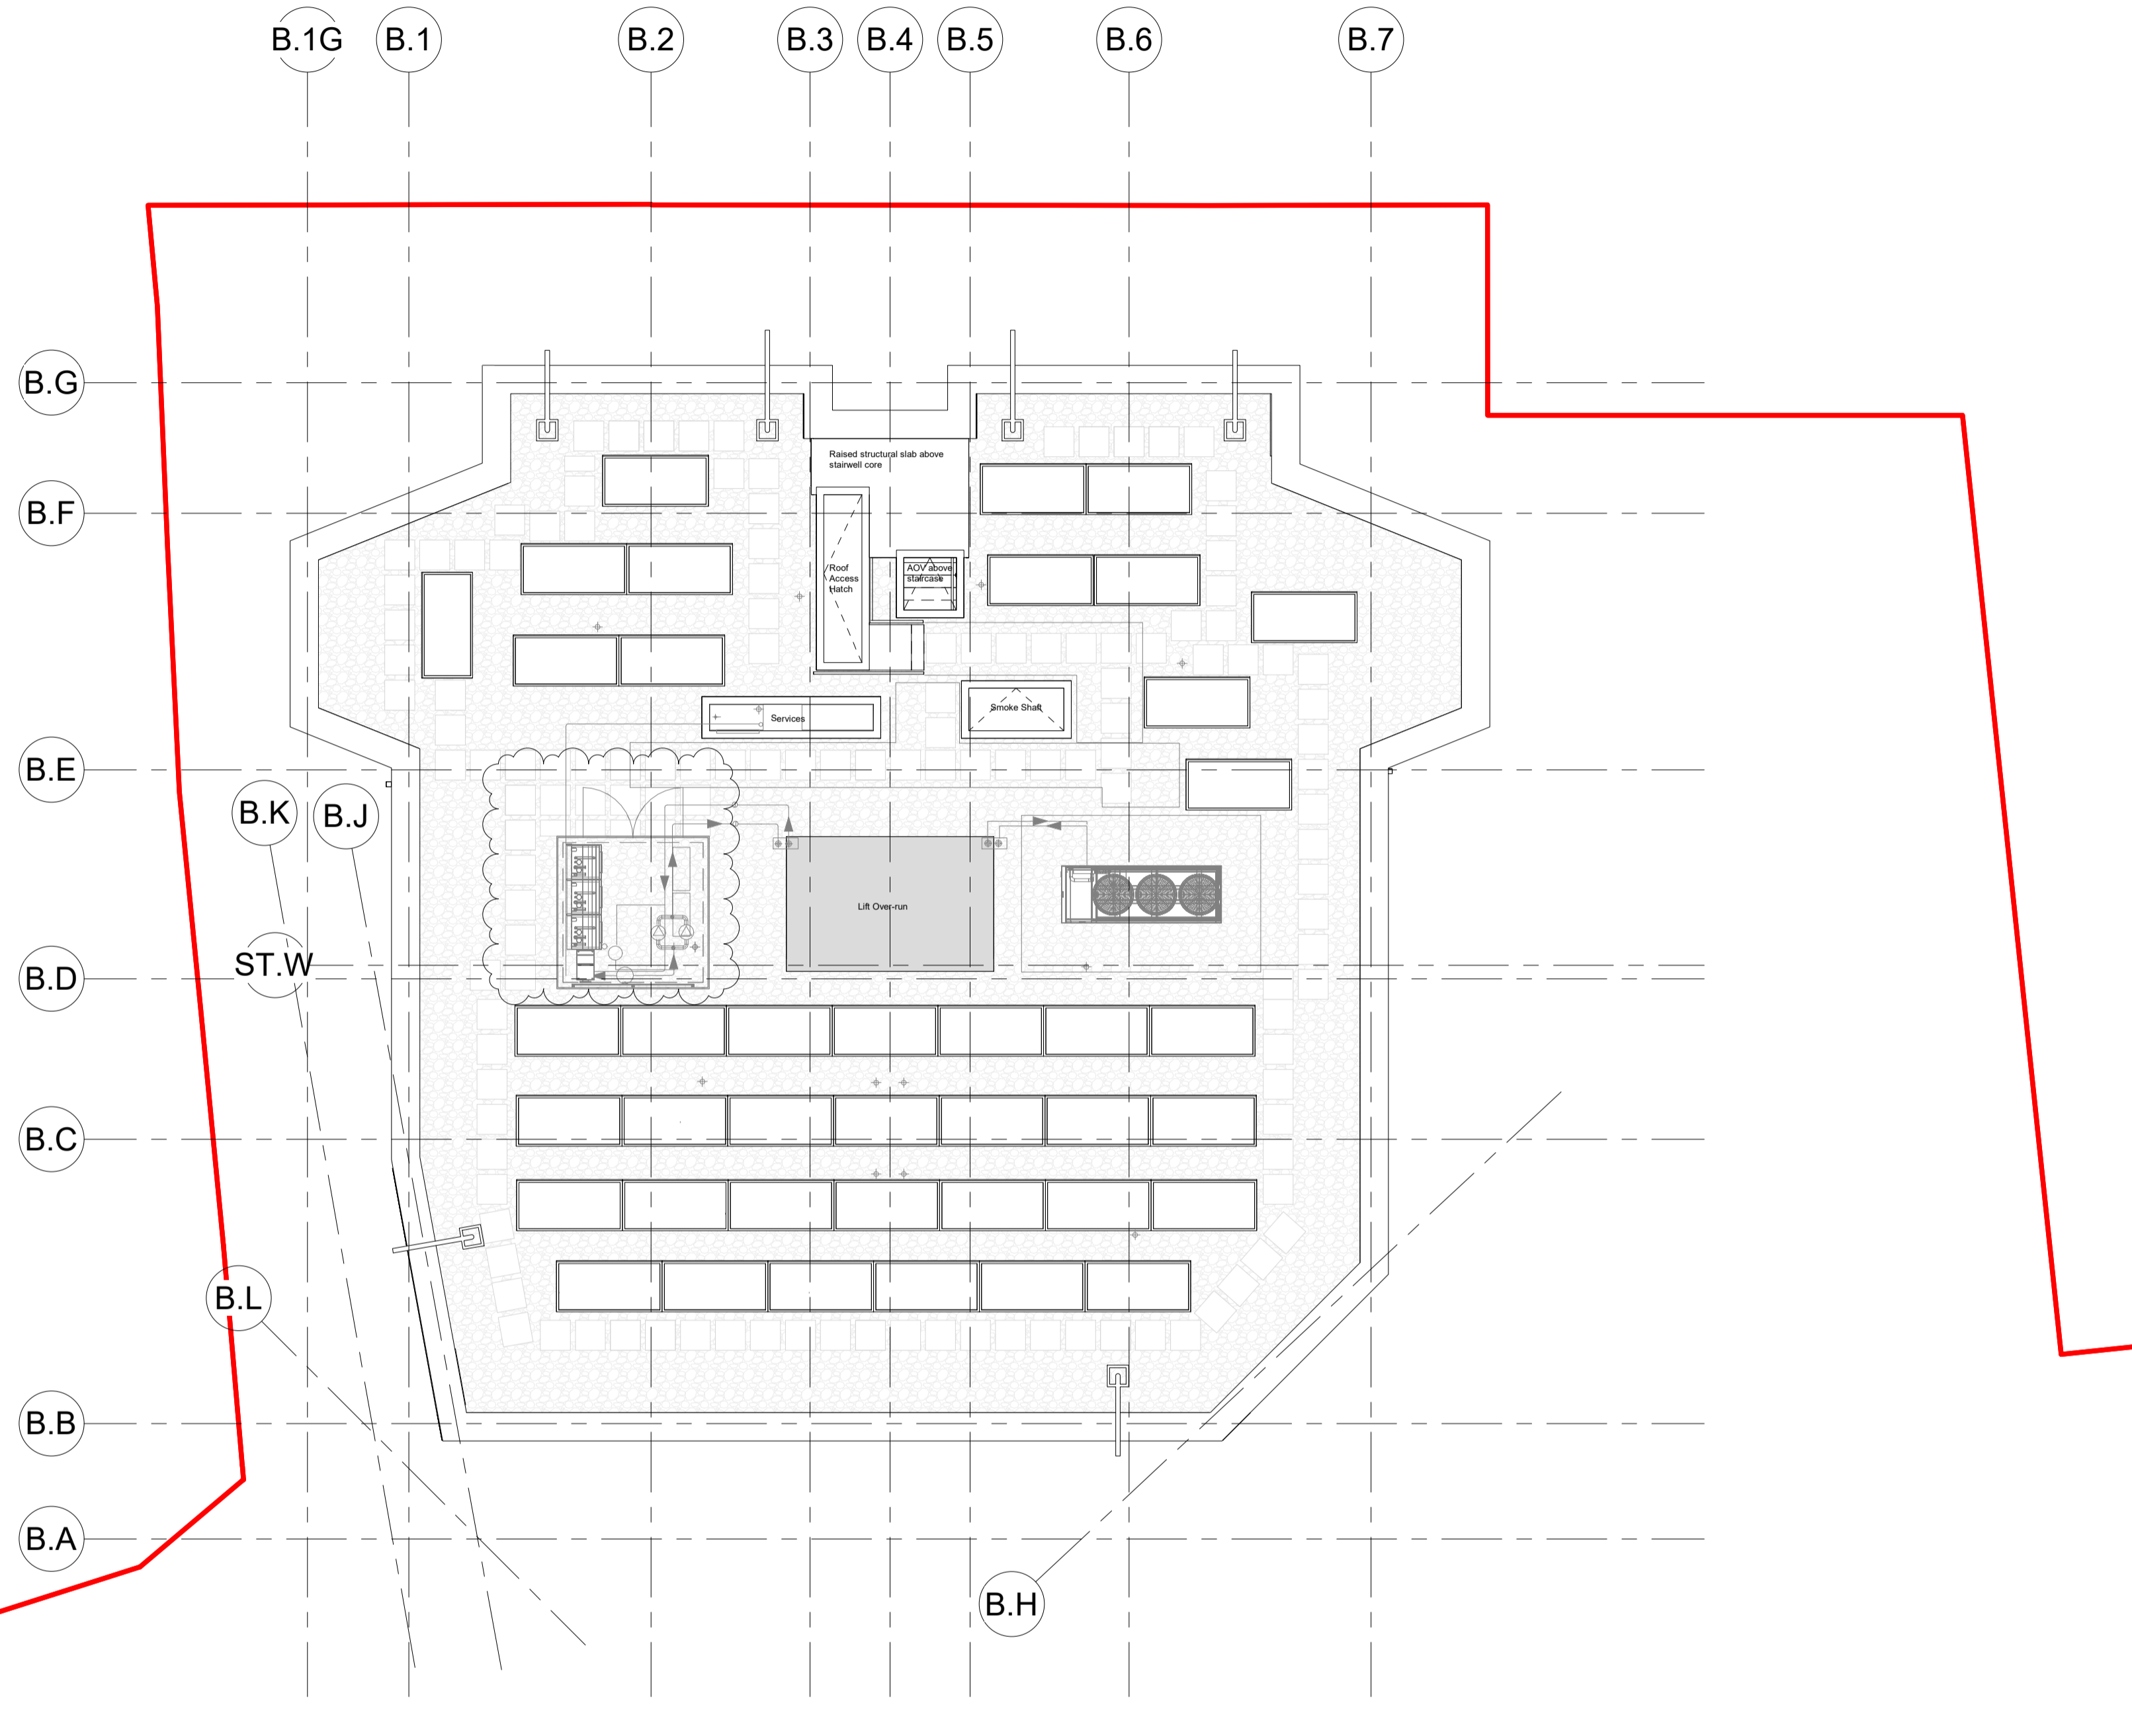 B.1G
B.1
B.2
B.3
B.4
B.5
B.6
B.7
B.G
Raised structural slab above
stairwell core
B.F
Roof
Access
Hatch
AOV above
staircase
Services
Smoke Shaft
B.E
B.K
B.J
Lift Over-run
ST.W
B.D
B.C
B.L
B.B
B.A
B.H